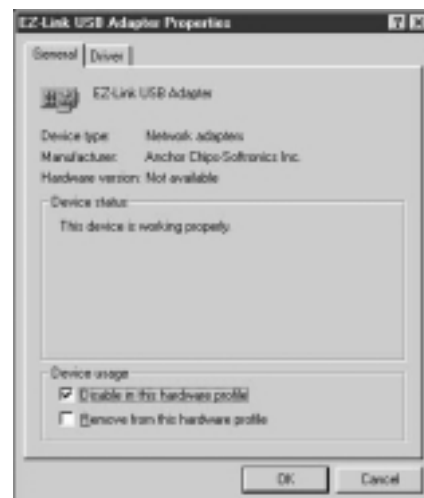 EZ-Link USB Adapter Properties
General
Driver
EZ-Link USB Adapter
Device type: Network adapters
Manufacturer: Anchor Chips-Softronics Inc.
Hardware version: Not available
Device status
This device is working properly.
Device usage
Disable in this hardware profile
Remove from this hardware profile
OK
Cancel